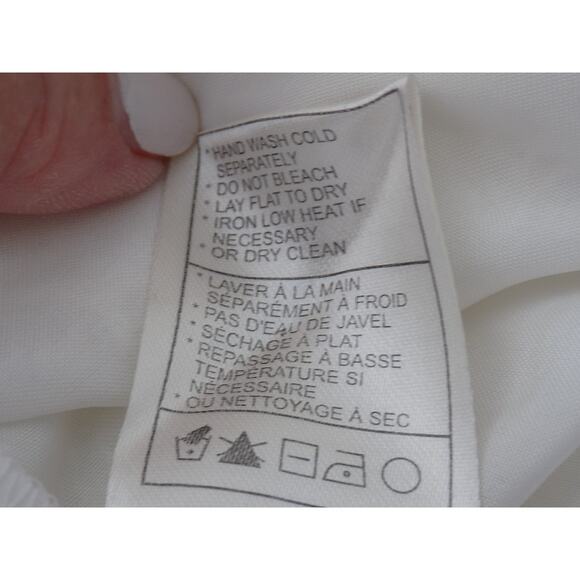 * HAND WASH COLD
SEPARATELY
* DO NOT BLEACH
* LAY FLAT TO DRY
* IRON LOW HEAT IF
NECESSARY
* OR DRY CLEAN
* LAVER À LA MAIN
SÉPARÉMENT À FROID
* PAS D'EAU DE JAVEL
* SÉCHAGE À PLAT
* REPASSAGE À BASSE
TEMPÉRATURE SI
NÉCESSAIRE
* OU NETTOYAGE À SEC